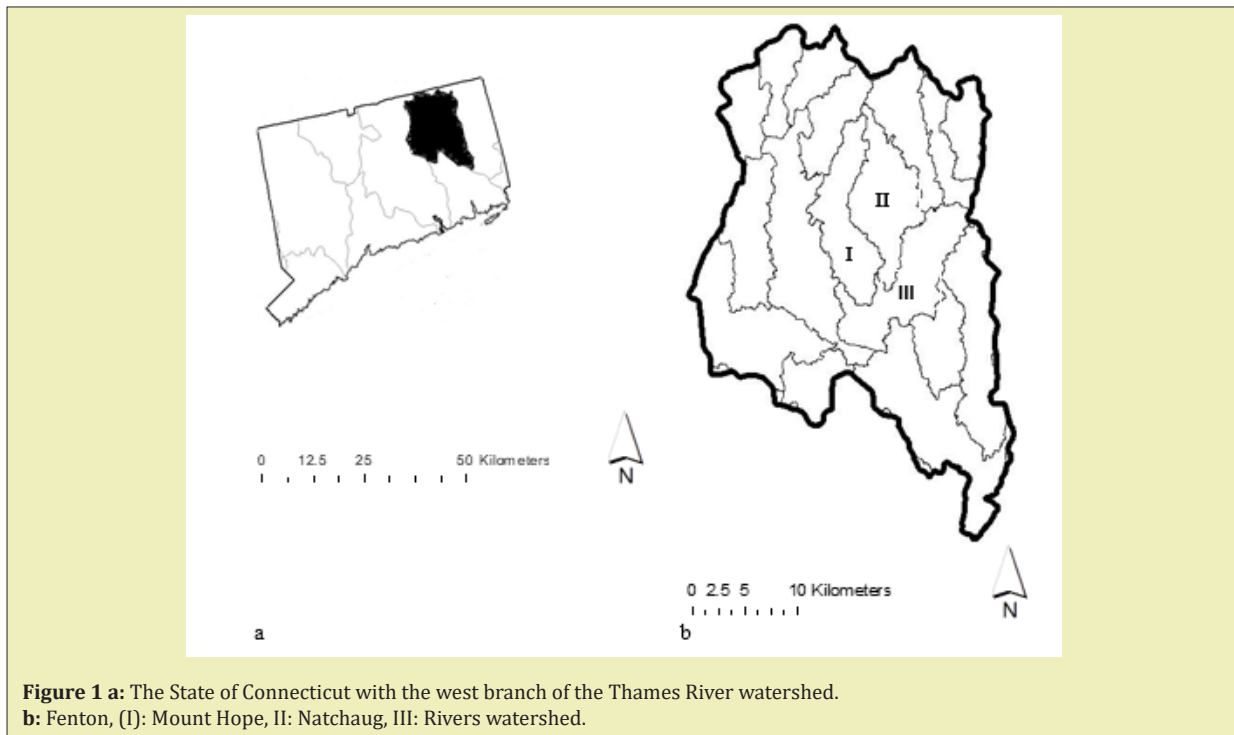 II
I
III
0 12.5 25 50 Kilometers
N
a
0 2.5 5 10 Kilometers
N
b
Figure 1 a: The State of Connecticut with the west branch of the Thames River watershed.
b: Fenton, (I): Mount Hope, II: Natchaug, III: Rivers watershed.